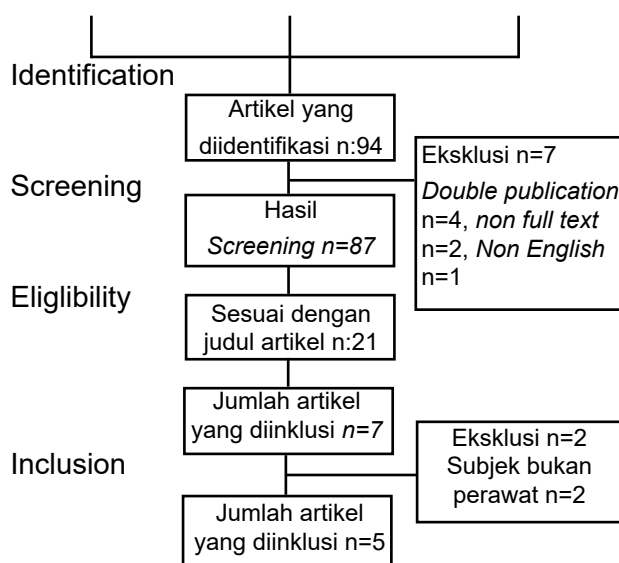 Identification
Artikel yang
diidentifikasi n:94
Eksklusi n=7
Double publication
n=4, non full text
n=2, Non English
n=1
Screening
Hasil
Screening n=87
Eliglibility
Sesuai dengan
judul artikel n:21
Jumlah artikel
yang diinklusi n=7
Inclusion
Eksklusi n=2
Subjek bukan
perawat n=2
Jumlah artikel
yang diinklusi n=5